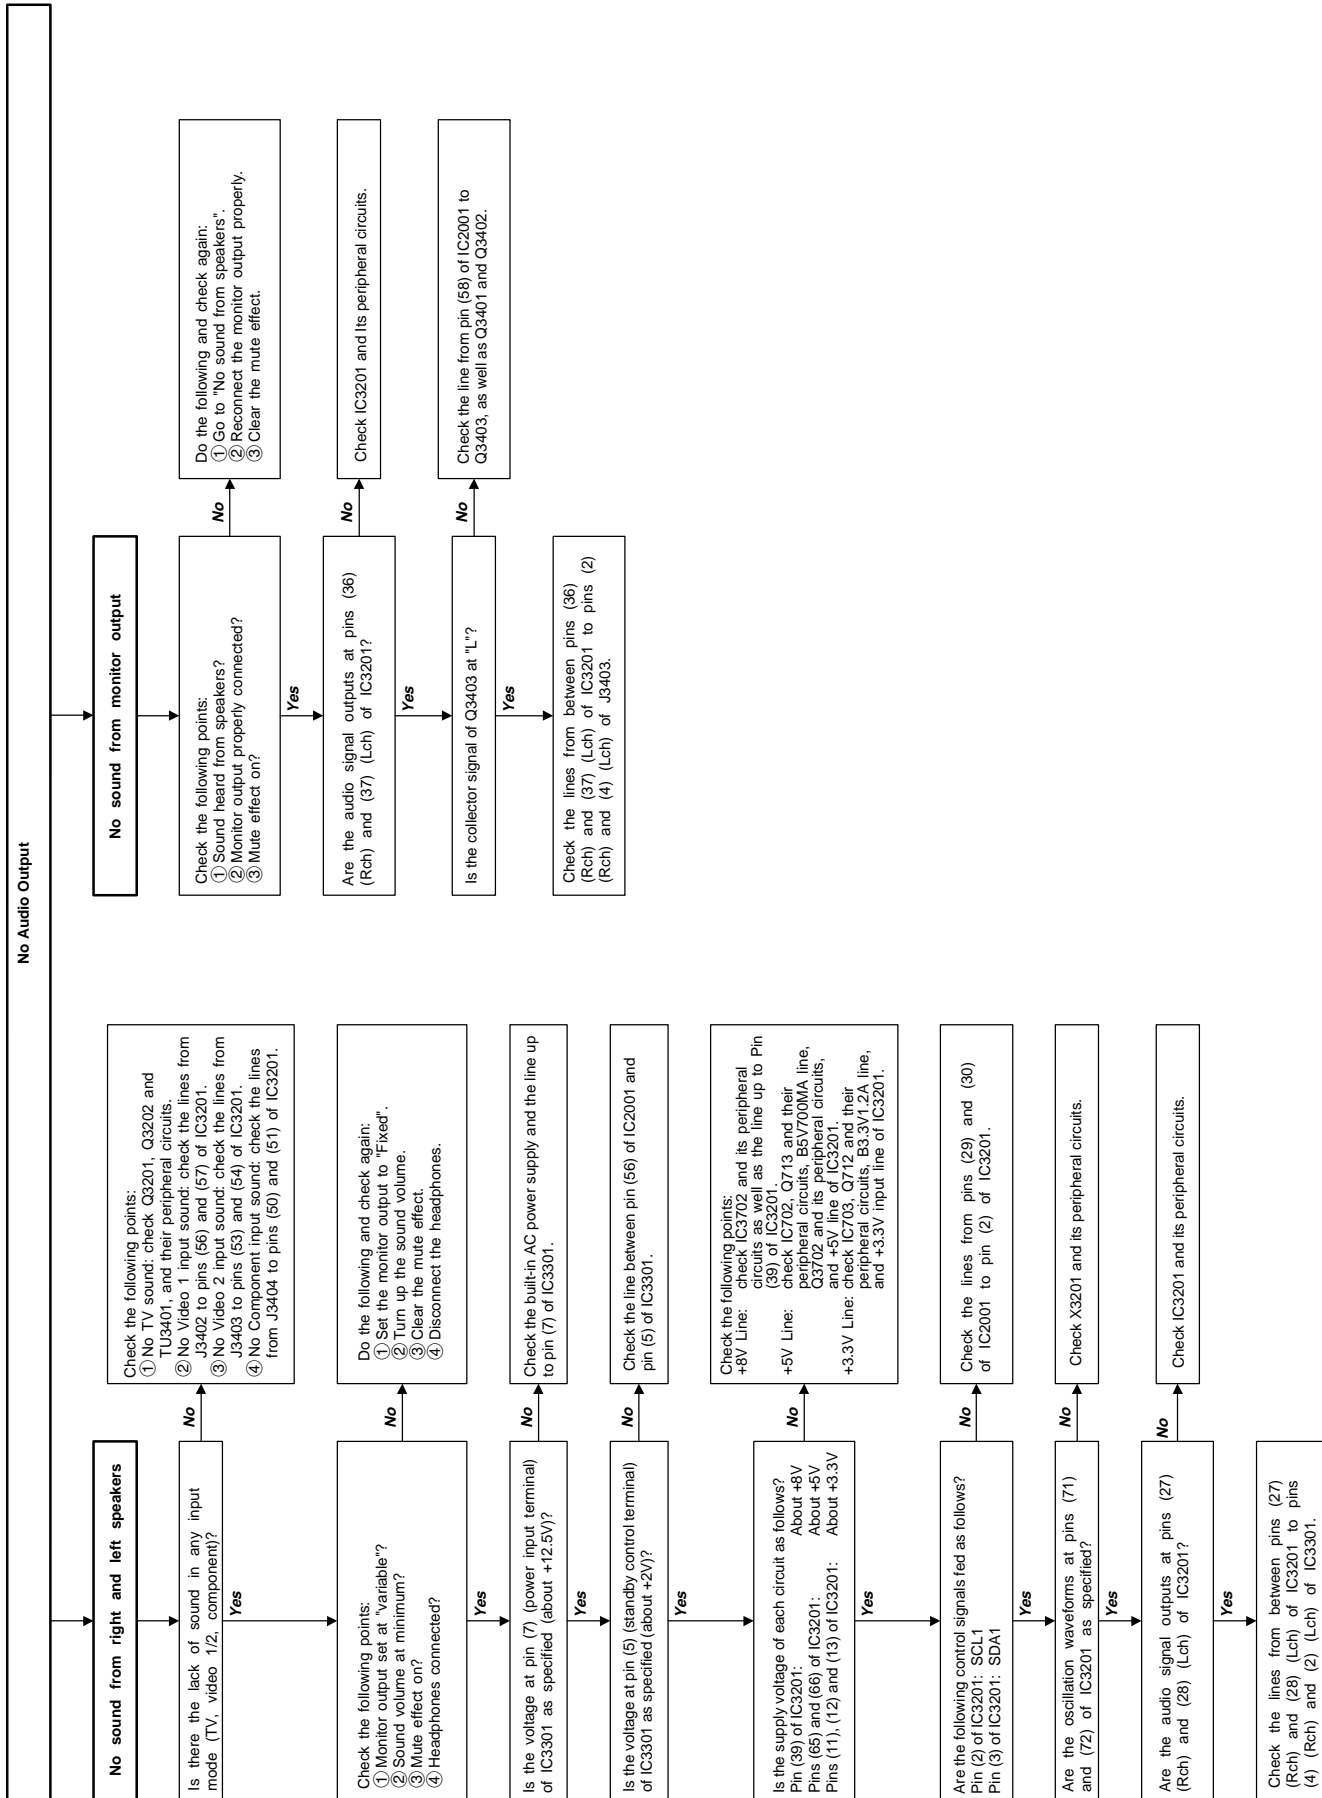 No Audio Output
No sound from right and left speakers
Is there the lack of sound in any input
mode (TV, video 1/2, component)?
No
Check the following points:
① No TV sound: check Q3201, Q3202 and
TU3401, and their peripheral circuits.
② No Video 1 input sound: check the lines from
J3402 to pins (56) and (57) of IC3201.
③ No Video 2 input sound: check the lines from
J3403 to pins (53) and (54) of IC3201.
④ No Component input sound: check the lines
from J3404 to pins (50) and (51) of IC3201.
Yes
Check the following points:
① Monitor output set at "variable"?
② Sound volume at minimum?
③ Mute effect on?
④ Headphones connected?
No
Do the following and check again:
① Set the monitor output to "Fixed".
② Turn up the sound volume.
③ Clear the mute effect.
④ Disconnect the headphones.
Yes
Is the voltage at pin (7) (power input terminal)
of IC3301 as specified (about +12.5V)?
No
Check the built-in AC power supply and the line up
to pin (7) of IC3301.
Yes
Is the voltage at pin (5) (standby control terminal)
of IC3301 as specified (about +2V)?
No
Check the line between pin (56) of IC2001 and
pin (5) of IC3301.
Yes
Is the supply voltage of each circuit as follows?
Pin (39) of IC3201: About +8V
Pins (65) and (66) of IC3201: About +5V
Pins (11), (12) and (13) of IC3201: About +3.3V
No
Check the following points:
+8V Line: check IC3702 and its peripheral
circuits as well as the line up to Pin
(39) of IC3201.
+5V Line: check IC702, Q713 and their
peripheral circuits, B5V700MA line,
Q3702 and its peripheral circuits,
and +5V line of IC3201.
+3.3V Line: check IC703, Q712 and their
peripheral circuits, B3.3V1.2A line,
and +3.3V input line of IC3201.
Yes
Are the following control signals fed as follows?
Pin (2) of IC3201: SCL1
Pin (3) of IC3201: SDA1
No
Check the lines from pins (29) and (30)
of IC2001 to pin (2) of IC3201.
Yes
Are the oscillation waveforms at pins (71)
and (72) of IC3201 as specified?
No
Check X3201 and its peripheral circuits.
Yes
Are the audio signal outputs at pins (27)
(Rch) and (28) (Lch) of IC3201?
No
Check IC3201 and its peripheral circuits.
Yes
Check the lines from between pins (27)
(Rch) and (28) (Lch) of IC3201 to pins
(4) (Rch) and (2) (Lch) of IC3301.
No sound from monitor output
Check the following points:
① Sound heard from speakers?
② Monitor output properly connected?
③ Mute effect on?
No
Do the following and check again:
① Go to "No sound from speakers".
② Reconnect the monitor output properly.
③ Clear the mute effect.
Yes
Are the audio signal outputs at pins (36)
(Rch) and (37) (Lch) of IC3201?
No
Check IC3201 and Its peripheral circuits.
Yes
Is the collector signal of Q3403 at "L"?
No
Check the line from pin (58) of IC2001 to
Q3403, as well as Q3401 and Q3402.
Yes
Check the lines from between pins (36)
(Rch) and (37) (Lch) of IC3201 to pins (2)
(Rch) and (4) (Lch) of J3403.